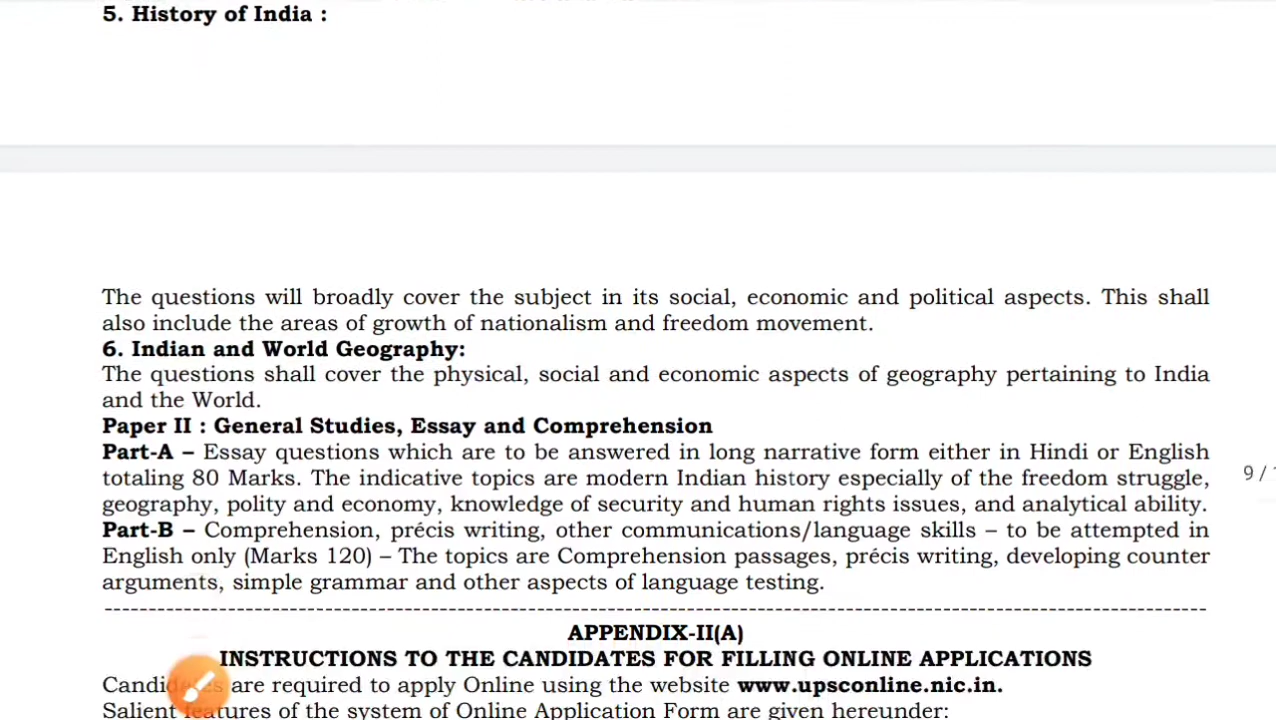 5. History of India :
The questions will broadly cover the subject in its social, economic and political aspects. This shall
also include the areas of growth of nationalism and freedom movement.
6. Indian and World Geography:
The questions shall cover the physical, social and economic aspects of geography pertaining to India
and the World.
Paper II : General Studies, Essay and Comprehension
Part-A – Essay questions which are to be answered in long narrative form either in Hindi or English
totaling 80 Marks. The indicative topics are modern Indian history especially of the freedom struggle,
geography, polity and economy, knowledge of security and human rights issues, and analytical ability.
9 /
Part-B – Comprehension, précis writing, other communications/language skills – to be attempted in
English only (Marks 120) – The topics are Comprehension passages, précis writing, developing counter
arguments, simple grammar and other aspects of language testing.
APPENDIX-II(A)
INSTRUCTIONS TO THE CANDIDATES FOR FILLING ONLINE APPLICATIONS
Candidates are required to apply Online using the website www.upsconline.nic.in.
Salient features of the system of Online Application Form are given hereunder: